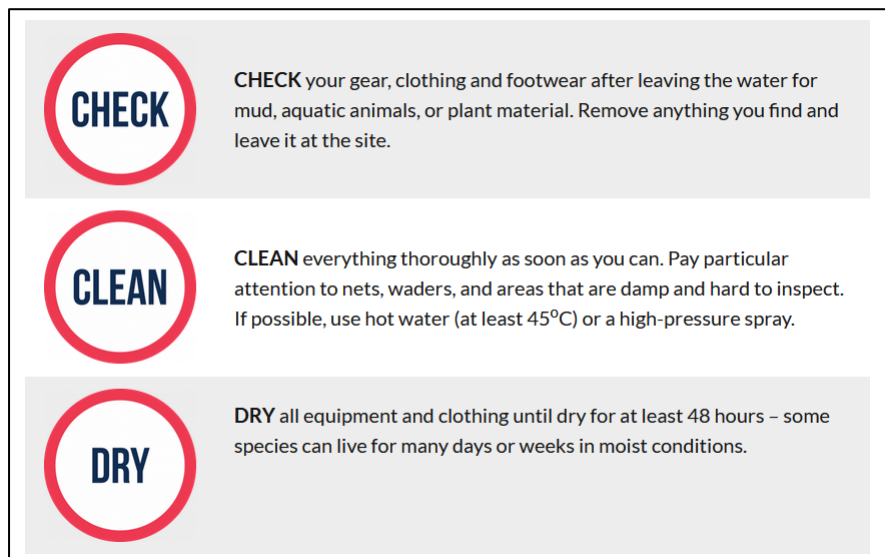 CHECK
CHECK your gear, clothing and footwear after leaving the water for
mud, aquatic animals, or plant material. Remove anything you find and
leave it at the site.
CLEAN
CLEAN everything thoroughly as soon as you can. Pay particular
attention to nets, waders, and areas that are damp and hard to inspect.
If possible, use hot water (at least 45⁰C) or a high-pressure spray.
DRY
DRY all equipment and clothing until dry for at least 48 hours – some
species can live for many days or weeks in moist conditions.